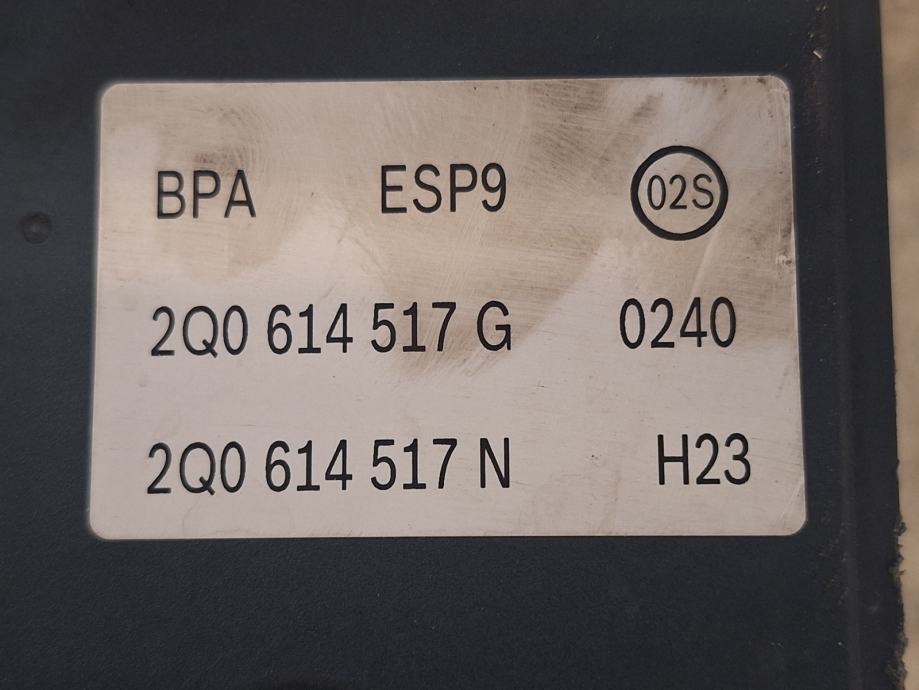 BPA ESP9 02S
2Q0 614 517 G 0240
2Q0 614 517 N H23